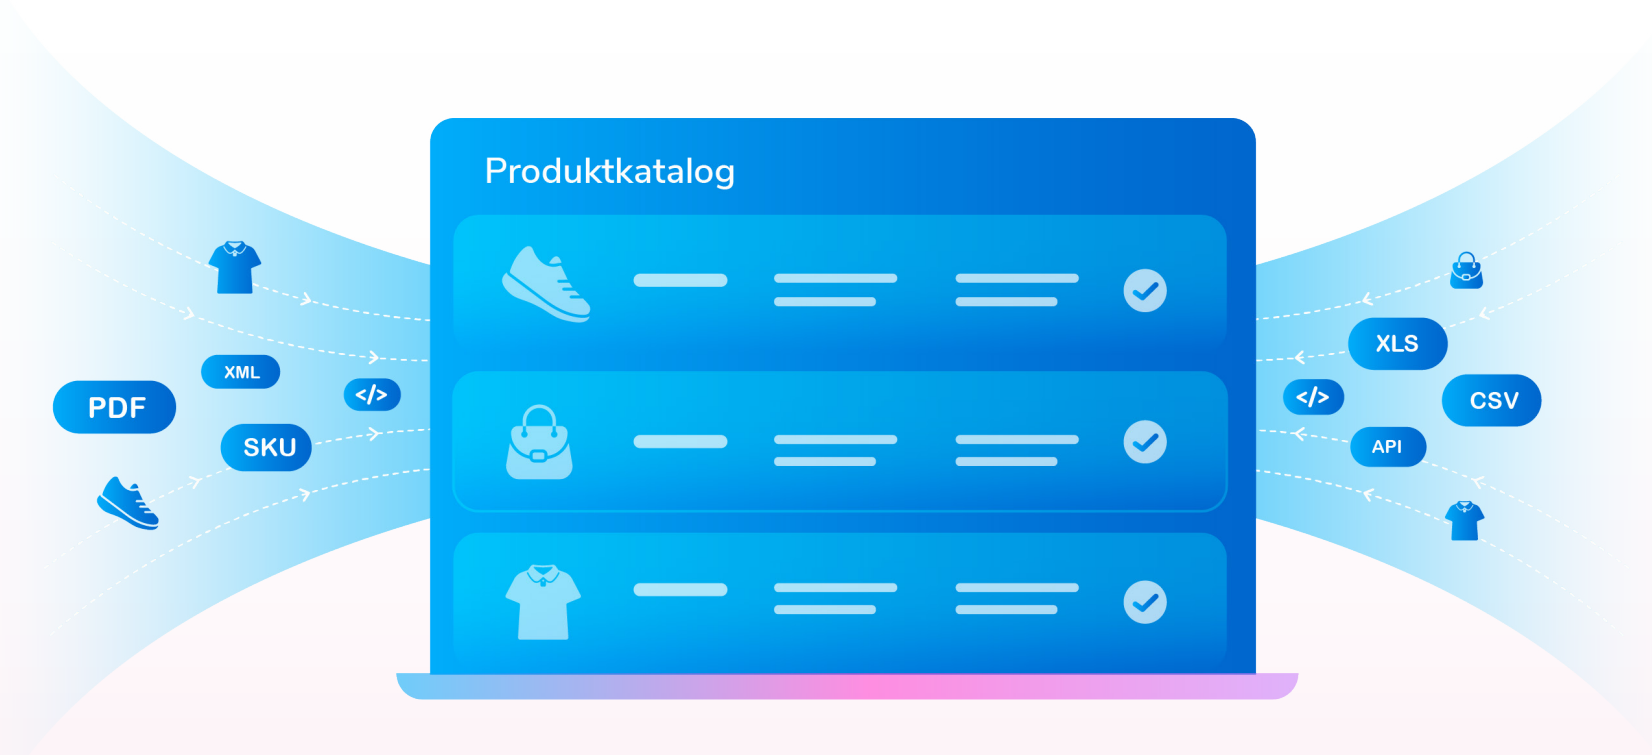 Produktkatalog
XML
PDF
</>
SKU
XLS
</>
CSV
API